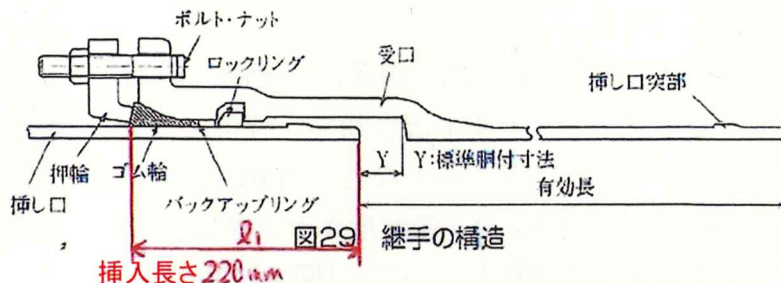 ボルト・ナット
ロックリング
受口
挿し口突部
押輪
ゴム輪
Y
Y:標準胴付寸法
挿し口
バックアップリング
有効長
ℓ₁
図29 継手の構造
挿入長さ220mm